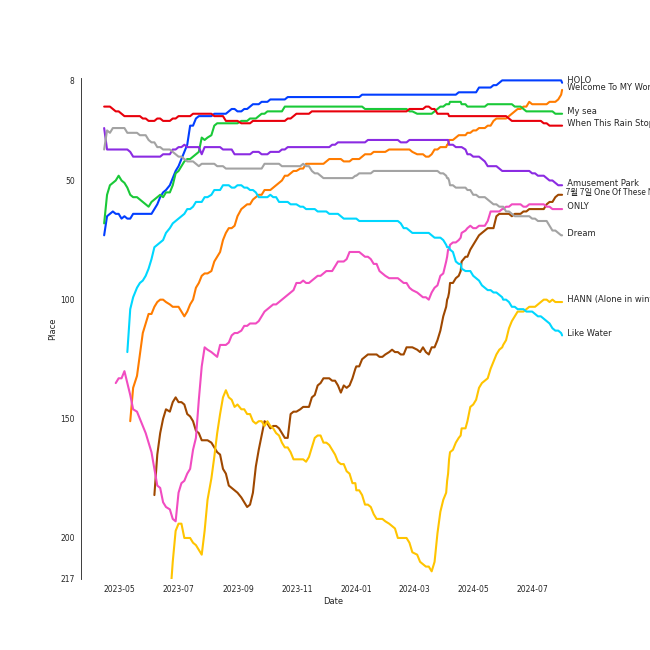 8
50
100
150
200
217
Place
2023-05
2023-07
2023-09
2023-11
2024-01
2024-03
2024-05
2024-07
Date
HOLO
Welcome To MY Wor
My sea
When This Rain Stop
Amusement Park
7월 7일 One Of These N
ONLY
Dream
HANN (Alone in win
Like Water